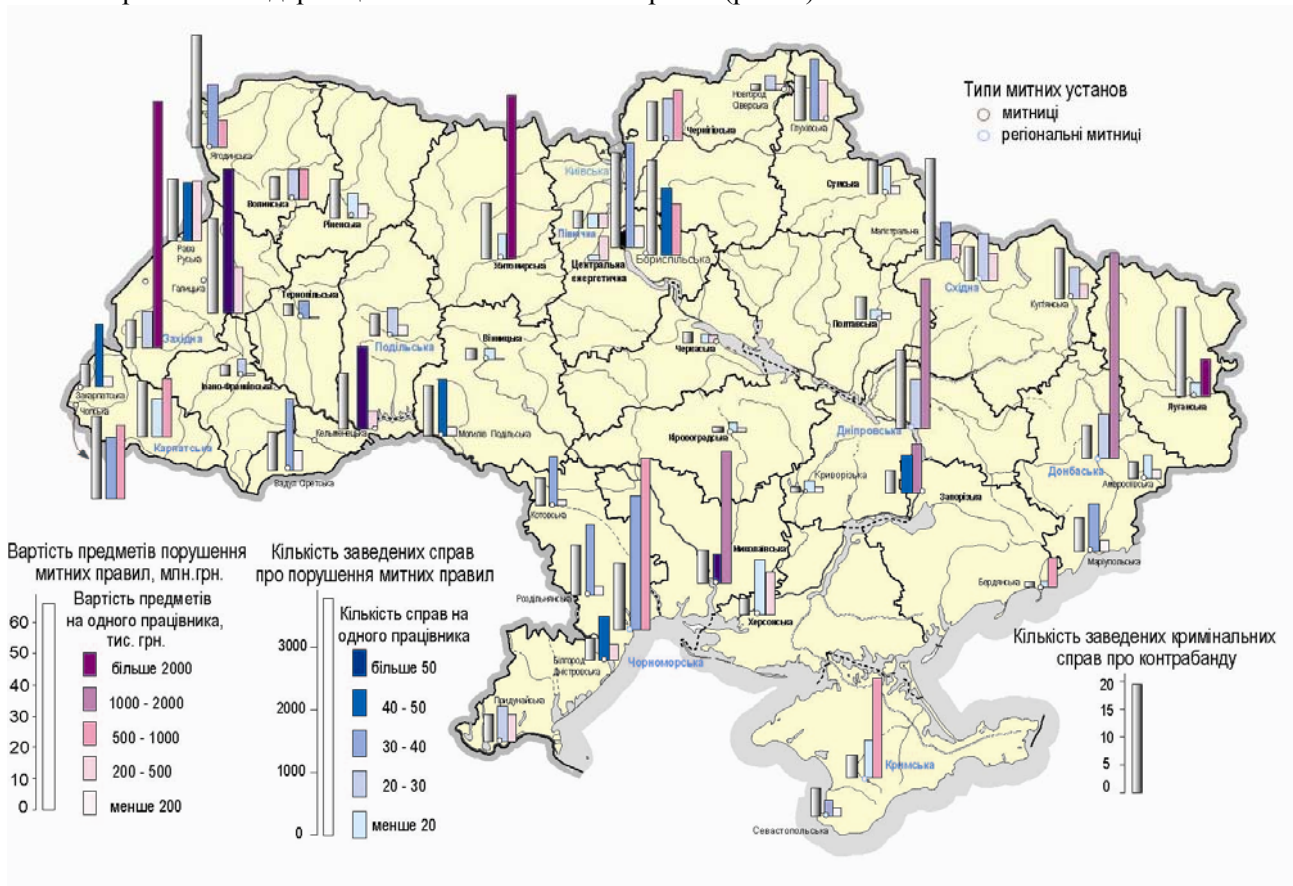 Типи митних установ
митниці
регіональні митниці
Новгород
Сіверська
Глухівська
Чернігівська
Київська
Ягодинська
Волинська
Рівненська
Сумська
Магістральна
Північна
Житомирська
Центральна
енергетична
Бориспільська
Рава
Руська
Галицька
Східна
Куп'янська
Тернопільська
Західна
Подільська
Вінницька
Полтавська
Черкаська
Івано-Франківська
Закарпатська
Чопська
Луганська
Карпатська
Кельменецька
Могилів Подільська
Кіровоградська
Дніпровська
Донбаська
Амвросіївська
Вадул Сіретська
Котовська
Криворізька
Запорізька
Миколаївська
Маріупольська
Бердянська
Роздільнянська
Херсонська
Білгород
Дністровська
Чорноморська
Придунайська
Кримська
Севастопольська
Вартість предметів порушення
митних правил, млн.грн.
60
50
40
30
20
10
0
Вартість предметів
на одного працівника,
тис. грн.
більше 2000
1000 - 2000
500 - 1000
200 - 500
менше 200
Кількість заведених справ
про порушення митних правил
3000
2000
1000
0
Кількість справ на
одного працівника
більше 50
40 - 50
30 - 40
20 - 30
менше 20
Кількість заведених кримінальних
справ про контрабанду
20
15
10
5
0